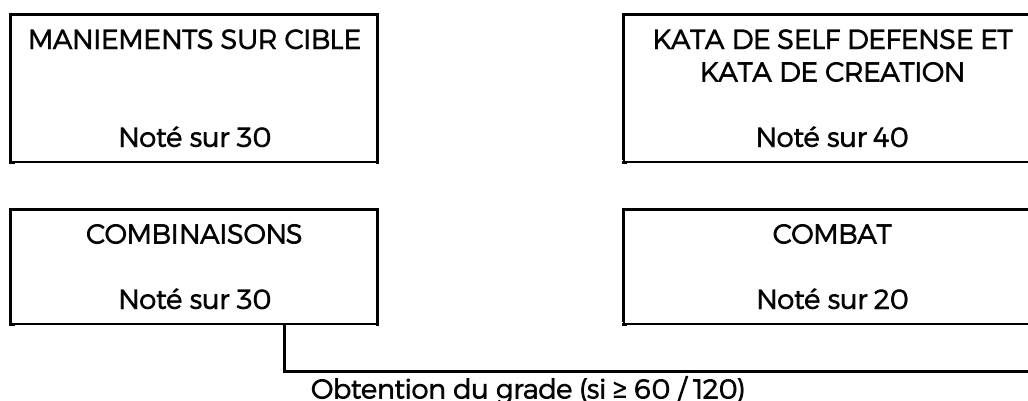 MANIEMENTS SUR CIBLE
Noté sur 30
KATA DE SELF DEFENSE ET
KATA DE CREATION
Noté sur 40
COMBINAISONS
Noté sur 30
COMBAT
Noté sur 20
Obtention du grade (si ≥ 60 / 120)